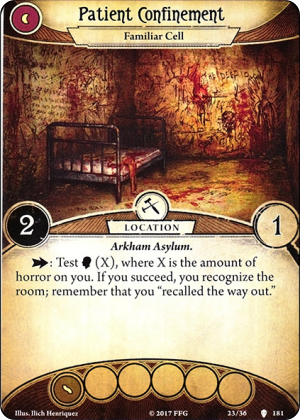 Patient Confinement
Familiar Cell
2
LOCATION
1
Arkham Asylum.
: Test (X), where X is the amount of
horror on you. If you succeed, you recognize the
room; remember that you “recalled the way out.”
Illus. Ilich Henriquez
© 2017 FFG
23/36
181